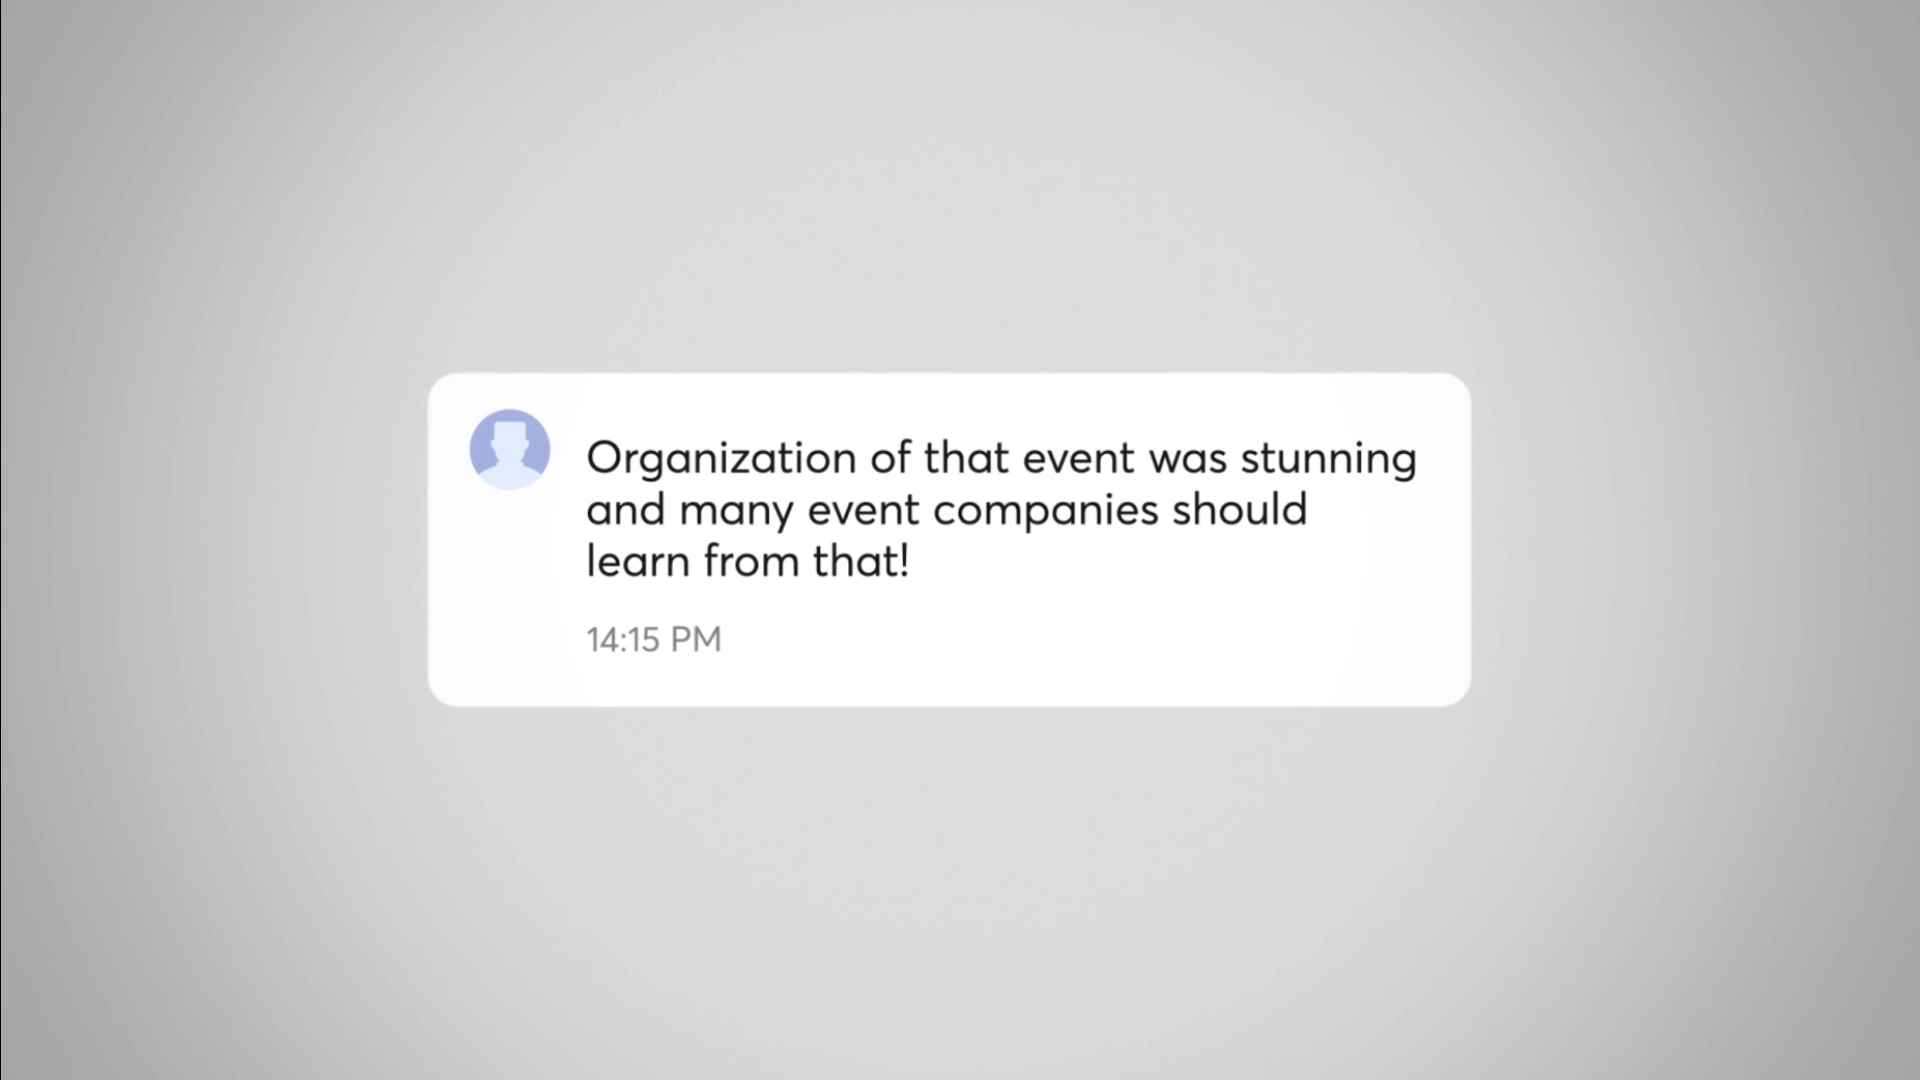 Organization of that event was stunning
and many event companies should
learn from that!
14:15 PM